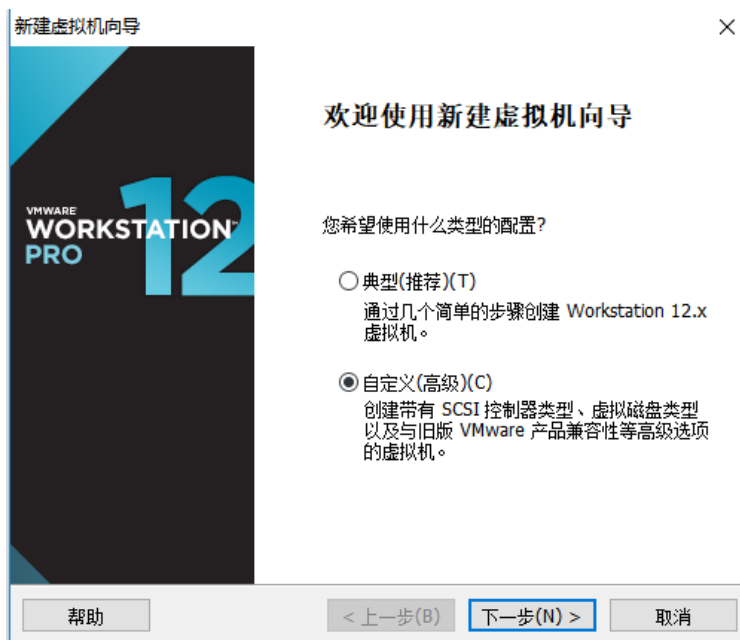 新建虚拟机向导
欢迎使用新建虚拟机向导
VMWARE
12
WORKSTATION™
PRO
您希望使用什么类型的配置?
典型(推荐)(T)
通过几个简单的步骤创建 Workstation 12.x
虚拟机。
自定义(高级)(C)
创建带有 SCSI 控制器类型、虚拟磁盘类型
以及与旧版 VMware 产品兼容性等高级选项
的虚拟机。
帮助
< 上一步(B)
下一步(N) >
取消